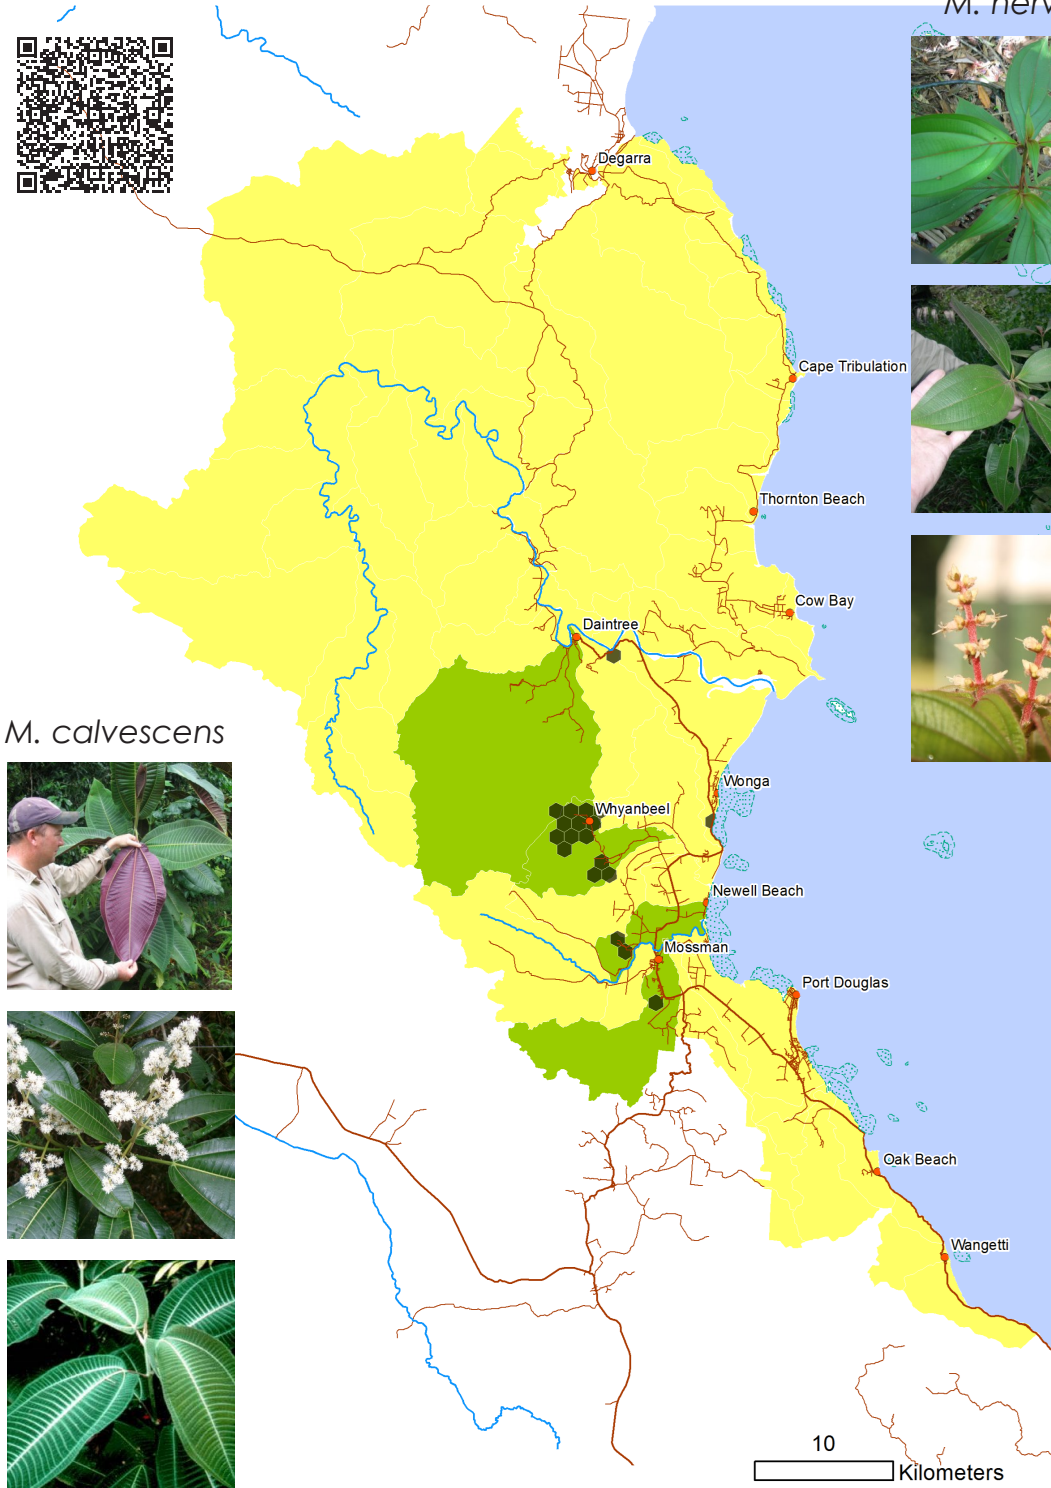 M. nerv
Degarra
Cape Tribulation
Thornton Beach
Cow Bay
Daintree
M. calvescens
Wonga
Whyanbeel
Newell Beach
Mossman
Port Douglas
Oak Beach
Wangetti
10
Kilometers